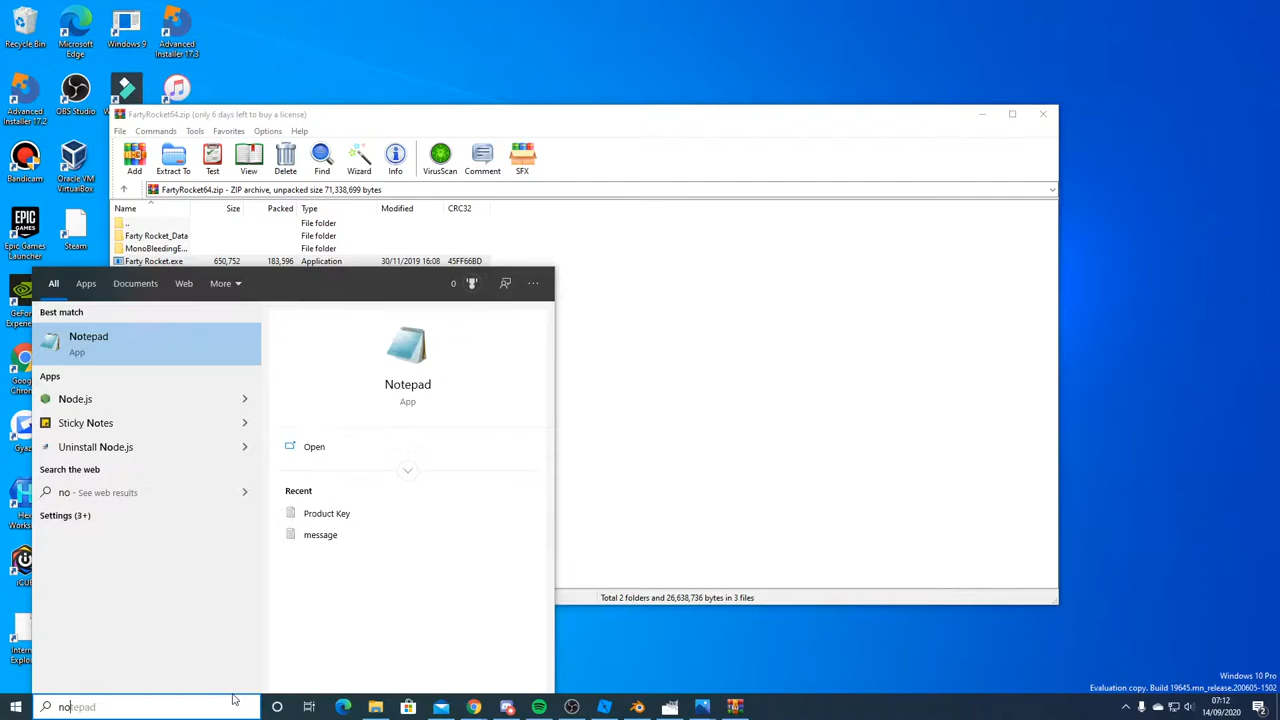 Recycle Bin
Microsoft Edge
Windows 9
Advanced Installer 17.3
Advanced Installer 17.2
OBS Studio
Bandicam
Oracle VM VirtualBox
EPIC GAMES
Epic Games Launcher
Steam
FartyRocket64.zip (only 6 days left to buy a license)
File Commands Tools Favorites Options Help
Add Extract To Test View Delete Find Wizard Info VirusScan Comment SFX
FartyRocket64.zip - ZIP archive, unpacked size 71,338,699 bytes
Name Size Packed Type Modified CRC32
.. File folder
Farty Rocket_Data File folder
MonoBleedingE... File folder
Farty Rocket.exe 650,752 183,596 Application 30/11/2019 16:08 45FF66BD
All Apps Documents Web More 0 ...
Best match
Notepad
App
Apps
Node.js
Sticky Notes
Uninstall Node.js
Search the web
no - See web results
Settings (3+)
Notepad
App
Open
Recent
Product Key
message
Total 2 folders and 26,638,736 bytes in 3 files
Windows 10 Pro
Evaluation copy. Build 19645.mn_release.200605-1502
notepad
07:12
14/09/2020
2